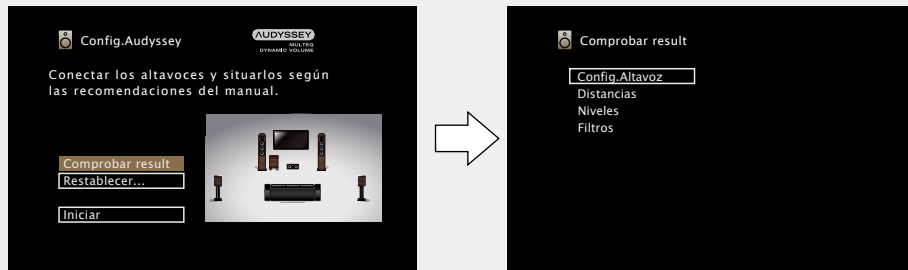 Config.Audyssey
AUDYSSEY
MULTEQ
DYNAMIC VOLUME
Conectar los altavoces y situarlos según
las recomendaciones del manual.
Comprobar result
Restablecer...
Iniciar
Comprobar result
Config.Altavoz
Distancias
Niveles
Filtros